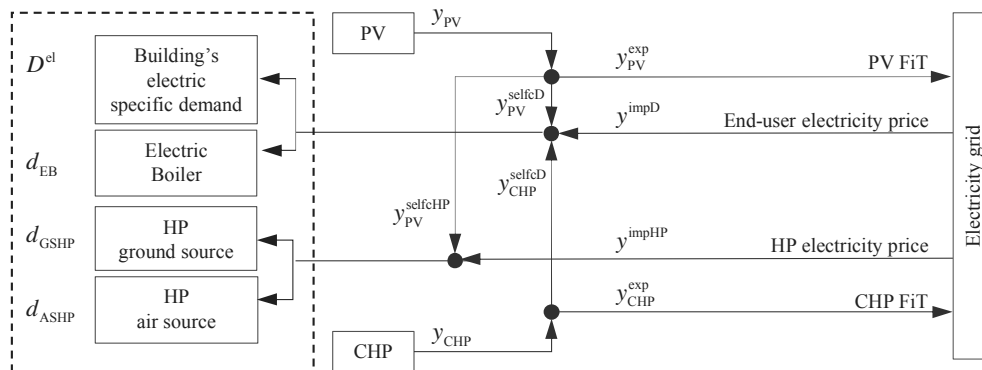 y_PV
PV
D^el
Building's
electric
specific demand
y_PV^exp
PV FiT
y_PV^selfcD
y^impD
End-user electricity price
d_EB
Electric
Boiler
y_CHP^selfcD
y_PV^selfcHP
d_GSHP
HP
ground source
y^impHP
HP electricity price
d_ASHP
HP
air source
y_CHP^exp
CHP FiT
y_CHP
CHP
Electricity grid